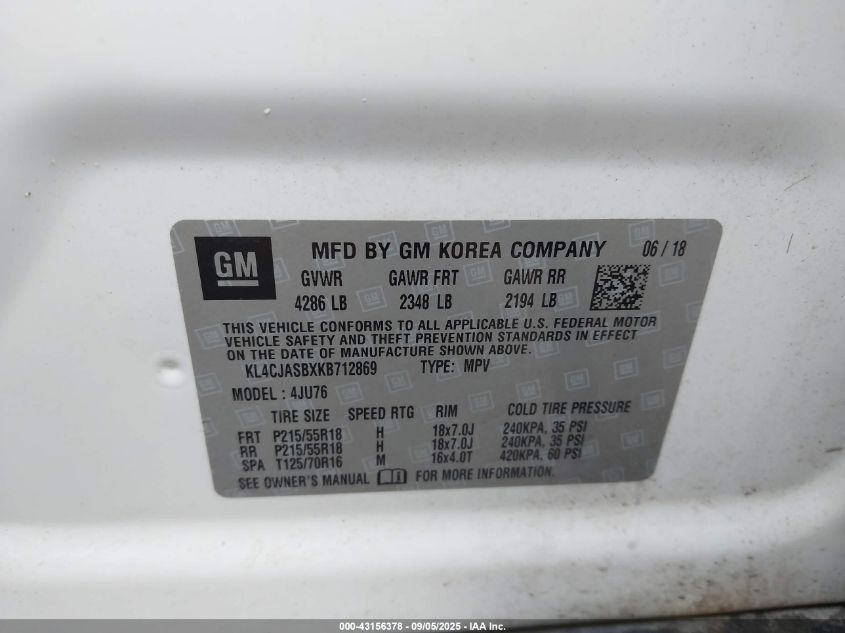 GM
MFD BY GM KOREA COMPANY 06 / 18
GVWR GAWR FRT GAWR RR
4286 LB 2348 LB 2194 LB
THIS VEHICLE CONFORMS TO ALL APPLICABLE U.S. FEDERAL MOTOR
VEHICLE SAFETY AND THEFT PREVENTION STANDARDS IN EFFECT
ON THE DATE OF MANUFACTURE SHOWN ABOVE.
KL4CJASBXKB712869 TYPE: MPV
MODEL : 4JU76
TIRE SIZE SPEED RTG RIM COLD TIRE PRESSURE
FRT P215/55R18 H 18x7.0J 240KPA, 35 PSI
RR P215/55R18 H 18x7.0J 240KPA, 35 PSI
SPA T125/70R16 M 16x4.0T 420KPA, 60 PSI
SEE OWNER'S MANUAL FOR MORE INFORMATION.
000-43156378 - 09/05/2025 - IAA Inc.